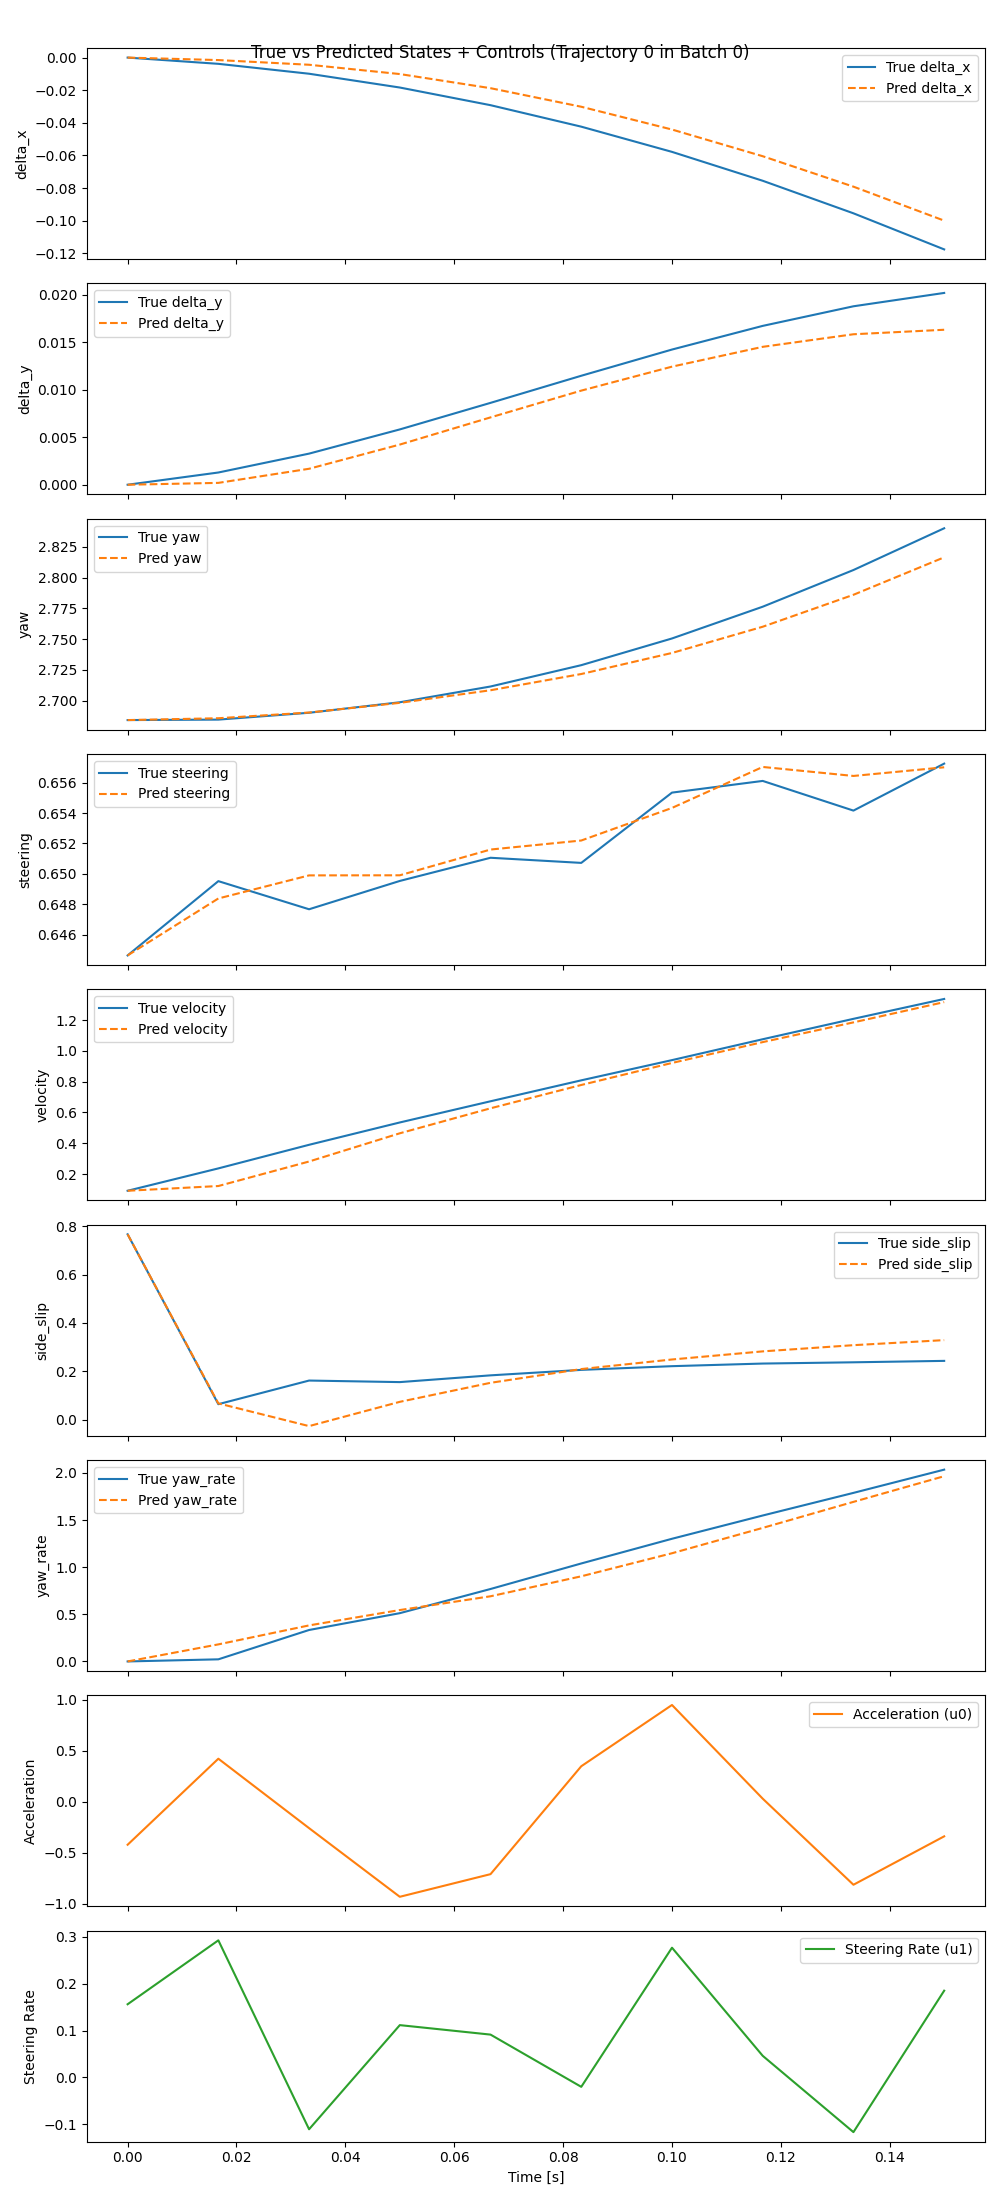 True vs Predicted States + Controls (Trajectory 0 in Batch 0)
0.00
−0.02
−0.04
−0.06
−0.08
−0.10
−0.12
delta_x
True delta_x
Pred delta_x
0.020
0.015
0.010
0.005
0.000
delta_y
True delta_y
Pred delta_y
2.825
2.800
2.775
2.750
2.725
2.700
yaw
True yaw
Pred yaw
0.656
0.654
0.652
0.650
0.648
0.646
steering
True steering
Pred steering
1.2
1.0
0.8
0.6
0.4
0.2
velocity
True velocity
Pred velocity
0.8
0.6
0.4
0.2
0.0
side_slip
True side_slip
Pred side_slip
2.0
1.5
1.0
0.5
0.0
yaw_rate
True yaw_rate
Pred yaw_rate
1.0
0.5
0.0
−0.5
−1.0
Acceleration
Acceleration (u0)
0.3
0.2
0.1
0.0
−0.1
Steering Rate
Steering Rate (u1)
0.00 0.02 0.04 0.06 0.08 0.10 0.12 0.14
Time [s]